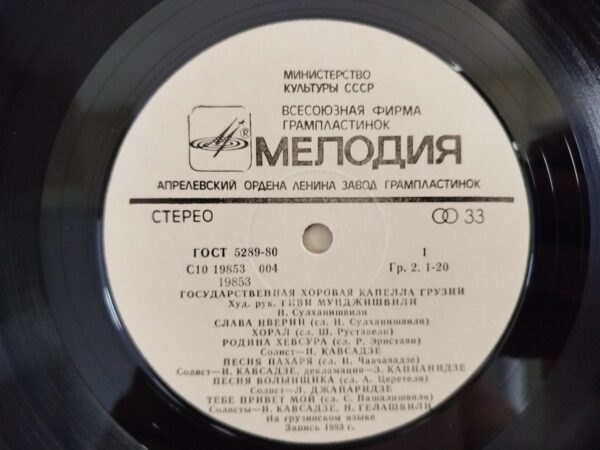 МИНИСТЕРСТВО
КУЛЬТУРЫ СССР
ВСЕСОЮЗНАЯ ФИРМА
ГРАМПЛАСТИНОК
®
МЕЛОДИЯ
АПРЕЛЕВСКИЙ ОРДЕНА ЛЕНИНА ЗАВОД ГРАМПЛАСТИНОК
СТЕРЕО 33
ГОСТ 5289-80 1
С10 19853 004 Гр. 2. 1-20
19853
ГОСУДАРСТВЕННАЯ ХОРОВАЯ КАПЕЛЛА ГРУЗИИ
Худ. рук. ГИВИ МУНДЖИШВИЛИ
Н. Сулханишвили
СЛАВА ИВЕРИИ (сл. Н. Сулханишвили)
ХОРАЛ (сл. Ш. Руставели)
РОДИНА ХЕВСУРА (сл. Р. Эристави)
Солист—И. КАВСАДЗЕ
ПЕСНЯ ПАХАРЯ (сл. И. Чавчавадзе)
Солист—И. КАВСАДЗЕ, декламация—З. КАПИАНИДЗЕ
ПЕСНЯ ВОЛЫНЩИКА (сл. А. Церетели)
Солист—Л. ДЖАПАРИДЗЕ
ТЕБЕ ПРИВЕТ МОЙ (сл. С. Пашалишвили)
Солисты—И. КАВСАДЗЕ, Н. ГЕЛАШВИЛИ
На грузинском языке
Запись 1983 г.